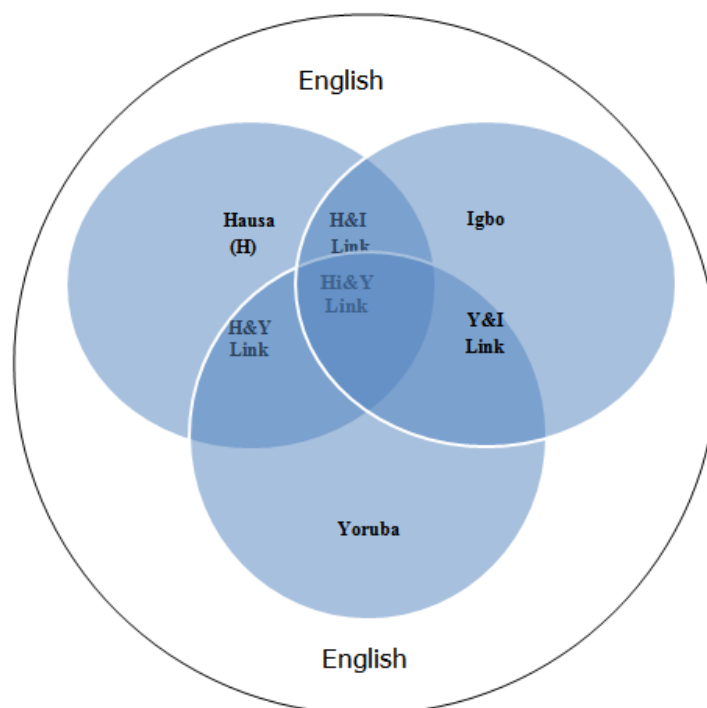 English
Hausa
(H)
H&I
Link
Igbo
Hi&Y
Link
H&Y
Link
Y&I
Link
Yoruba
English